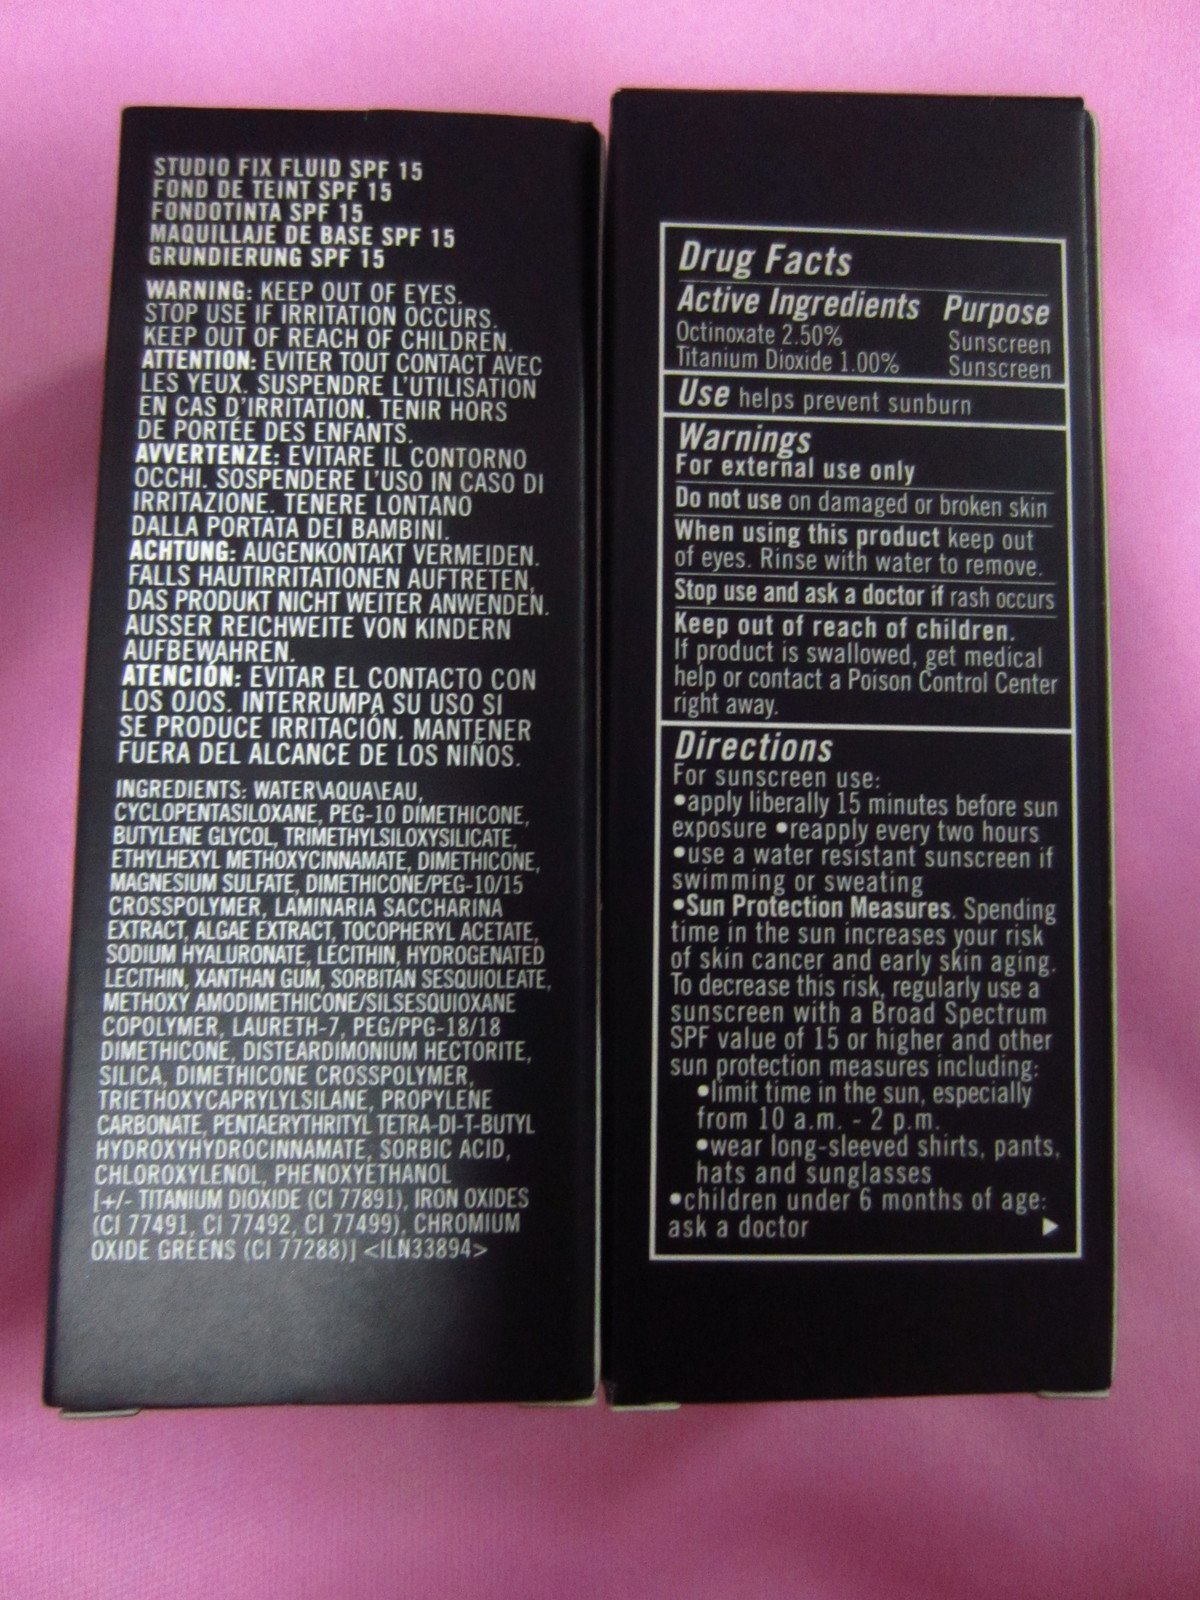 STUDIO FIX FLUID SPF 15
FOND DE TEINT SPF 15
FONDOTINTA SPF 15
MAQUILLAJE DE BASE SPF 15
GRUNDIERUNG SPF 15
WARNING: KEEP OUT OF EYES.
STOP USE IF IRRITATION OCCURS.
KEEP OUT OF REACH OF CHILDREN.
ATTENTION: EVITER TOUT CONTACT AVEC
LES YEUX. SUSPENDRE L'UTILISATION
EN CAS D'IRRITATION. TENIR HORS
DE PORTÉE DES ENFANTS.
AVVERTENZE: EVITARE IL CONTORNO
OCCHI. SOSPENDERE L'USO IN CASO DI
IRRITAZIONE. TENERE LONTANO
DALLA PORTATA DEI BAMBINI.
ACHTUNG: AUGENKONTAKT VERMEIDEN.
FALLS HAUTIRRITATIONEN AUFTRETEN,
DAS PRODUKT NICHT WEITER ANWENDEN.
AUSSER REICHWEITE VON KINDERN
AUFBEWAHREN.
ATENCIÓN: EVITAR EL CONTACTO CON
LOS OJOS. INTERRUMPA SU USO SI
SE PRODUCE IRRITACIÓN. MANTENER
FUERA DEL ALCANCE DE LOS NIÑOS.
INGREDIENTS: WATER\AQUA\EAU,
CYCLOPENTASILOXANE, PEG-10 DIMETHICONE,
BUTYLENE GLYCOL, TRIMETHYLSILOXYSILICATE,
ETHYLHEXYL METHOXYCINNAMATE, DIMETHICONE,
MAGNESIUM SULFATE, DIMETHICONE/PEG-10/15
CROSSPOLYMER, LAMINARIA SACCHARINA
EXTRACT, ALGAE EXTRACT, TOCOPHERYL ACETATE,
SODIUM HYALURONATE, LECITHIN, HYDROGENATED
LECITHIN, XANTHAN GUM, SORBITAN SESQUIOLEATE,
METHOXY AMODIMETHICONE/SILSESQUIOXANE
COPOLYMER, LAURETH-7, PEG/PPG-18/18
DIMETHICONE, DISTEARDIMONIUM HECTORITE,
SILICA, DIMETHICONE CROSSPOLYMER,
TRIETHOXYCAPRYLYLSILANE, PROPYLENE
CARBONATE, PENTAERYTHRITYL TETRA-DI-T-BUTYL
HYDROXYHYDROCINNAMATE, SORBIC ACID,
CHLOROXYLENOL, PHENOXYETHANOL
[+/- TITANIUM DIOXIDE (CI 77891), IRON OXIDES
(CI 77491, CI 77492, CI 77499), CHROMIUM
OXIDE GREENS (CI 77288)] <ILN33894>
Drug Facts
Active Ingredients Purpose
Octinoxate 2.50% Sunscreen
Titanium Dioxide 1.00% Sunscreen
Use helps prevent sunburn
Warnings
For external use only
Do not use on damaged or broken skin
When using this product keep out
of eyes. Rinse with water to remove.
Stop use and ask a doctor if rash occurs
Keep out of reach of children.
If product is swallowed, get medical
help or contact a Poison Control Center
right away.
Directions
For sunscreen use:
•apply liberally 15 minutes before sun
exposure •reapply every two hours
•use a water resistant sunscreen if
swimming or sweating
•Sun Protection Measures. Spending
time in the sun increases your risk
of skin cancer and early skin aging.
To decrease this risk, regularly use a
sunscreen with a Broad Spectrum
SPF value of 15 or higher and other
sun protection measures including:
•limit time in the sun, especially
from 10 a.m. - 2 p.m.
•wear long-sleeved shirts, pants,
hats and sunglasses
•children under 6 months of age:
ask a doctor